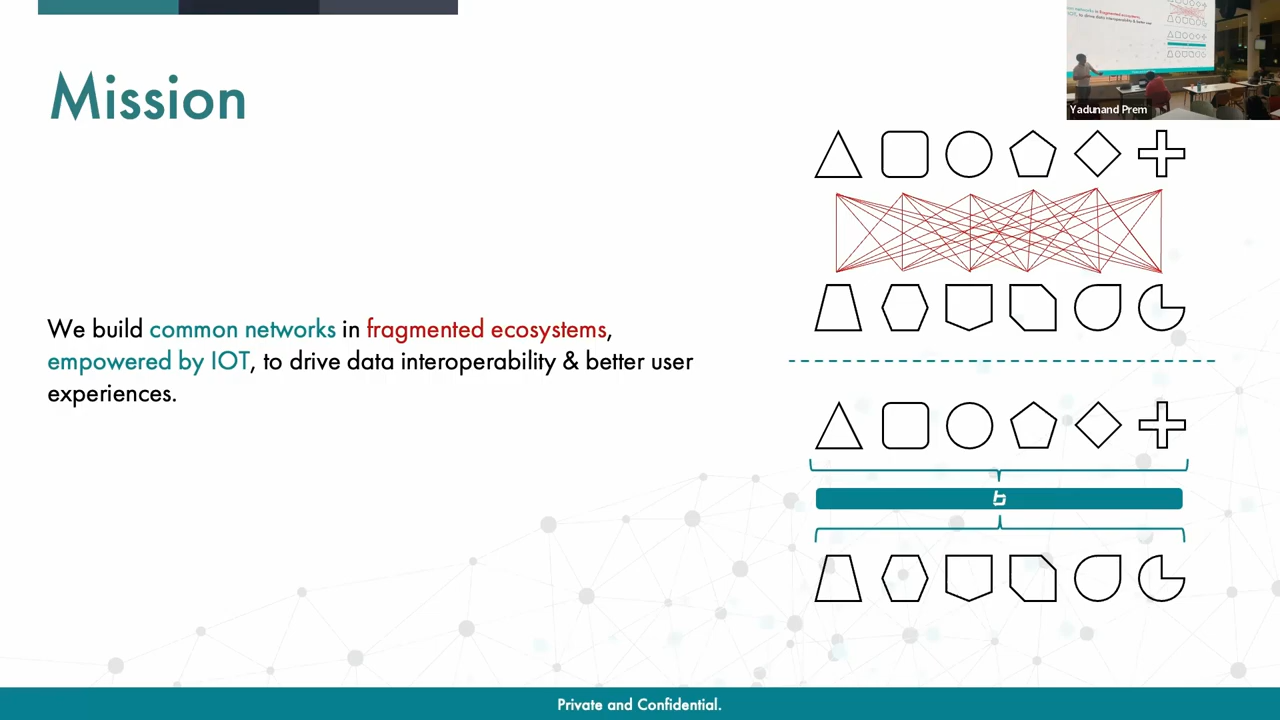 Mission
Yadunand Prem
We build common networks in fragmented ecosystems,
empowered by IOT, to drive data interoperability & better user
experiences.
b
Private and Confidential.